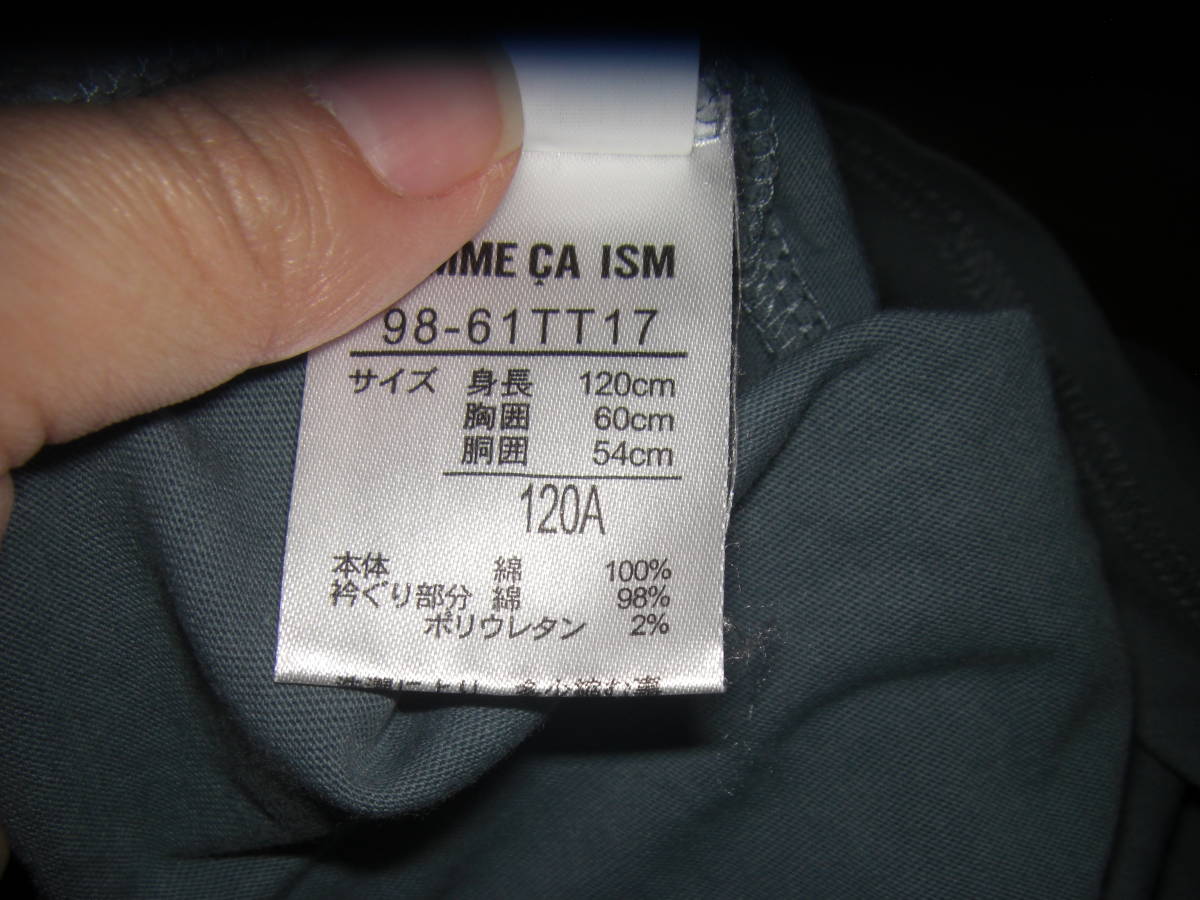 MME ÇA ISM
98-61TT17
サイズ 身長 120cm
胸囲 60cm
胴囲 54cm
120A
本体 綿 100%
衿ぐり部分 綿 98%
ポリウレタン 2%